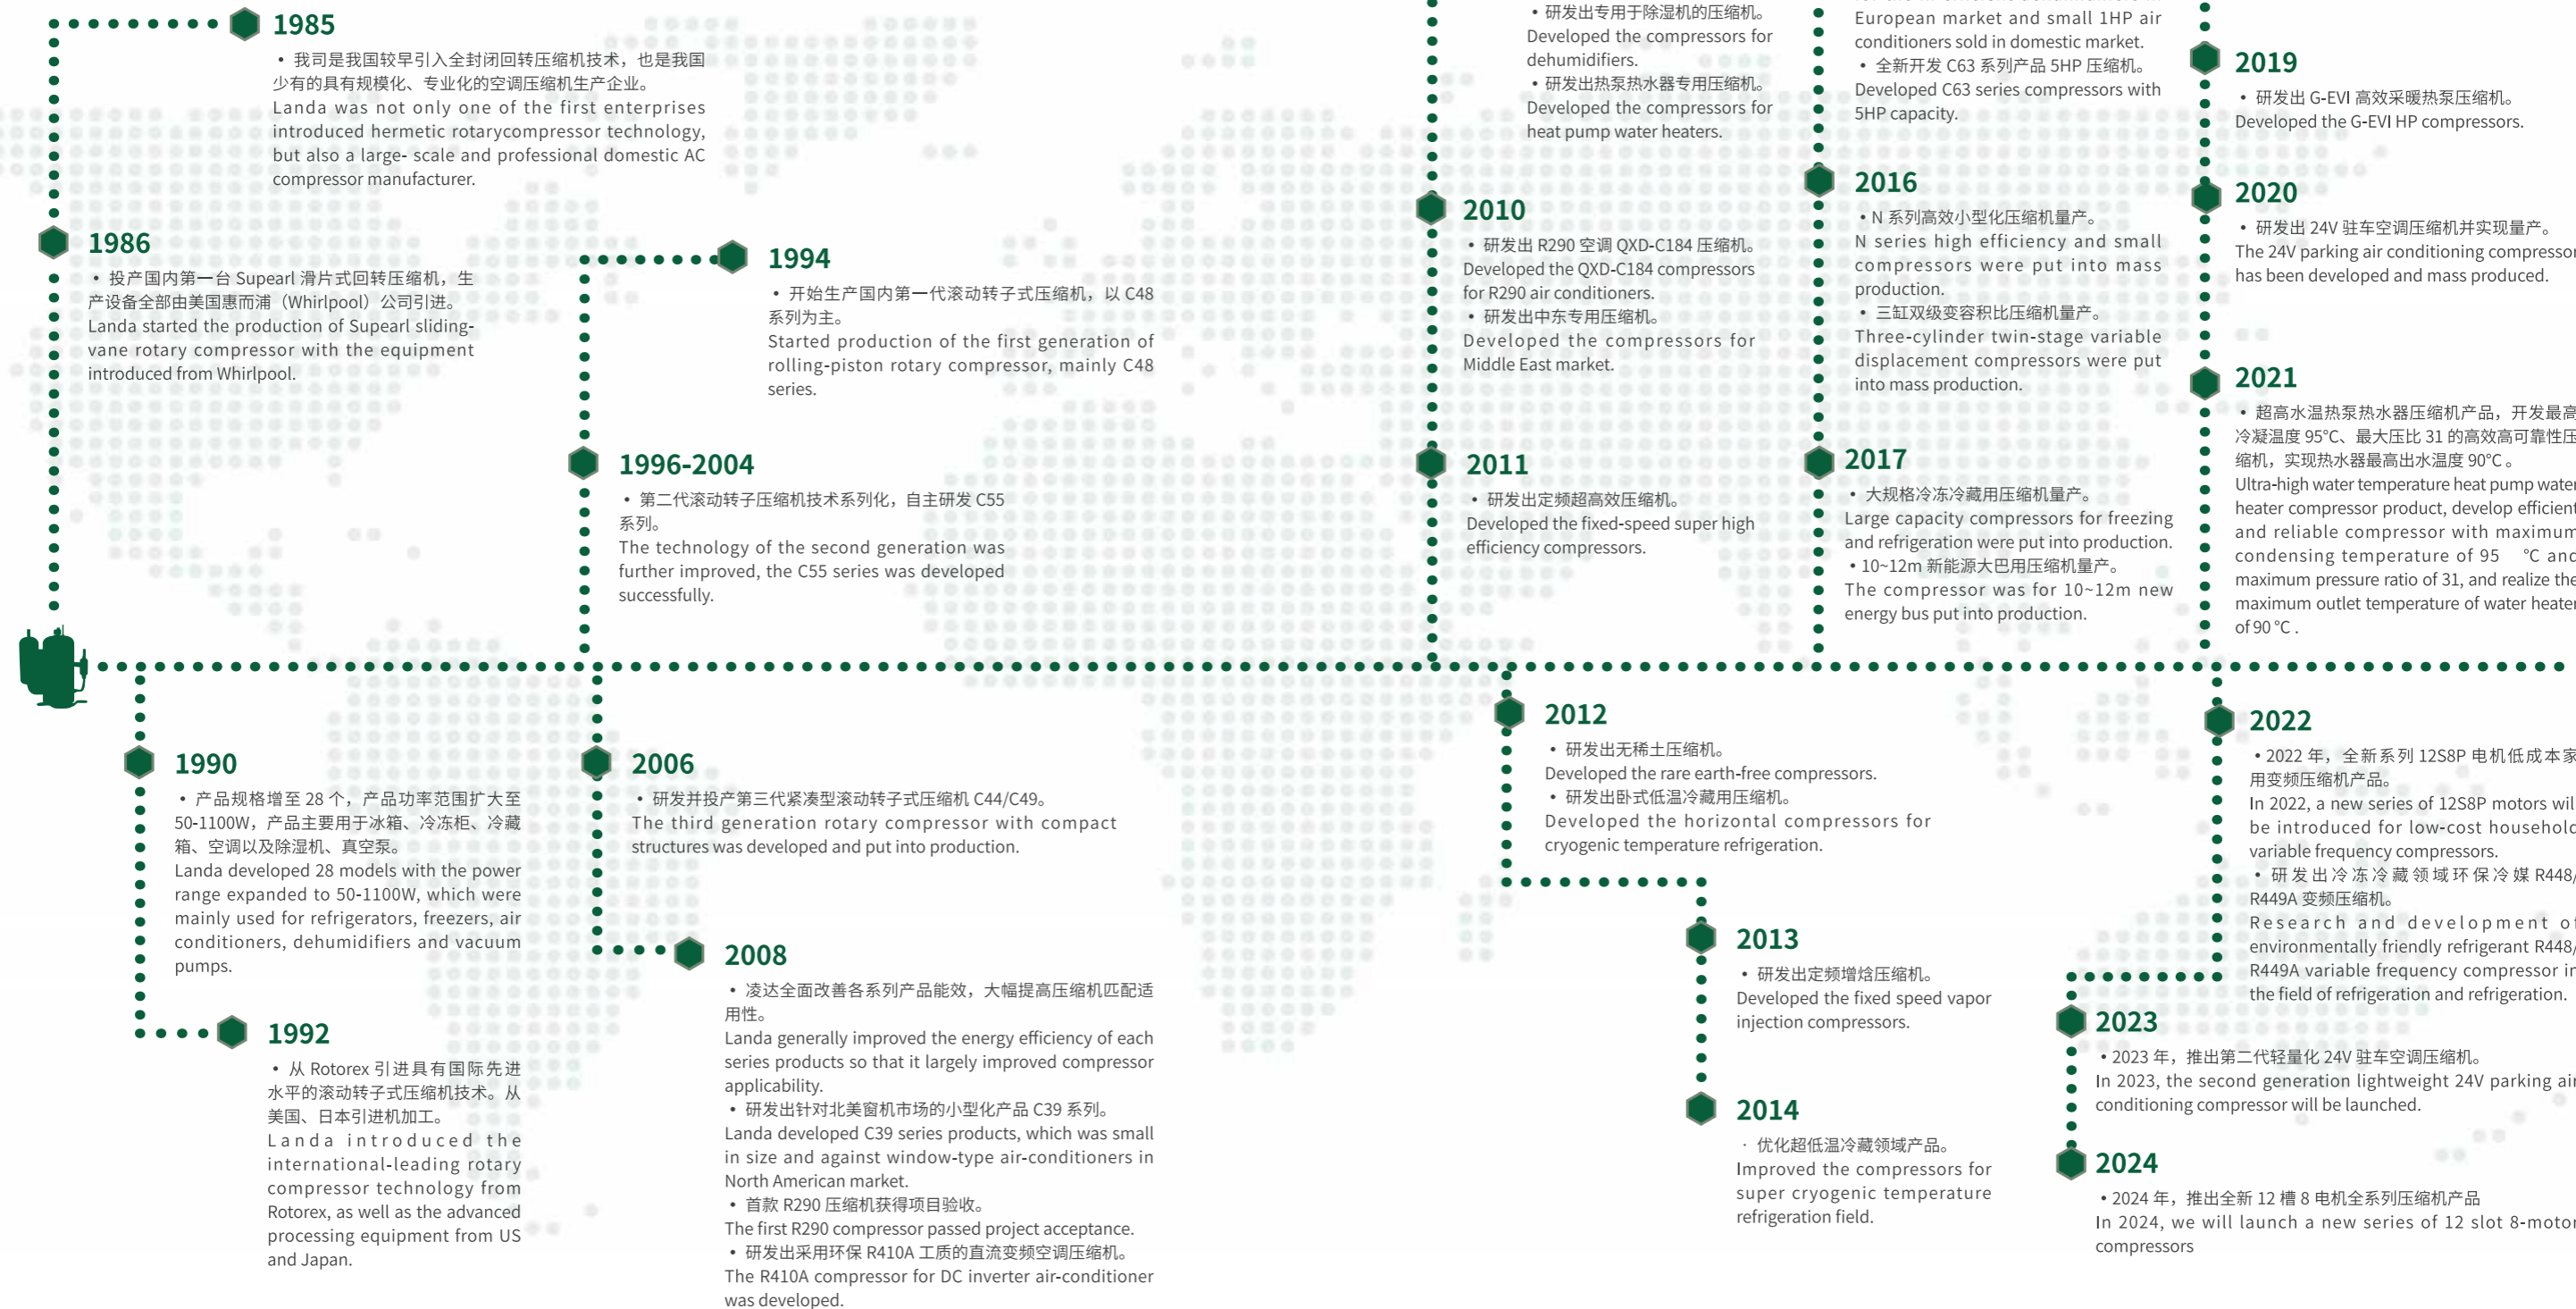 1985
• 我司是我国较早引入全封闭回转压缩机技术，也是我国
少有的具有规模化、专业化的空调压缩机生产企业。
Landa was not only one of the first enterprises
introduced hermetic rotarycompressor technology,
but also a large- scale and professional domestic AC
compressor manufacturer.
1986
• 投产国内第一台 Supearl 滑片式回转压缩机，生
产设备全部由美国惠而浦（Whirlpool）公司引进。
Landa started the production of Supearl sliding-
vane rotary compressor with the equipment
introduced from Whirlpool.
1990
• 产品规格增至 28 个，产品功率范围扩大至
50-1100W，产品主要用于冰箱、冷冻柜、冷藏
箱、空调以及除湿机、真空泵。
Landa developed 28 models with the power
range expanded to 50-1100W, which were
mainly used for refrigerators, freezers, air
conditioners, dehumidifiers and vacuum
pumps.
1992
• 从 Rotorex 引进具有国际先进
水平的滚动转子式压缩机技术。从
美国、日本引进机加工。
Landa introduced the
international-leading rotary
compressor technology from
Rotorex, as well as the advanced
processing equipment from US
and Japan.
1994
• 开始生产国内第一代滚动转子式压缩机，以 C48
系列为主。
Started production of the first generation of
rolling-piston rotary compressor, mainly C48
series.
1996-2004
• 第二代滚动转子压缩机技术系列化，自主研发 C55
系列。
The technology of the second generation was
further improved, the C55 series was developed
successfully.
2006
• 研发并投产第三代紧凑型滚动转子式压缩机 C44/C49。
The third generation rotary compressor with compact
structures was developed and put into production.
2008
• 凌达全面改善各系列产品能效，大幅提高压缩机匹配适
用性。
Landa generally improved the energy efficiency of each
series products so that it largely improved compressor
applicability.
• 研发出针对北美窗机市场的小型化产品 C39 系列。
Landa developed C39 series products, which was small
in size and against window-type air-conditioners in
North American market.
• 首款 R290 压缩机获得项目验收。
The first R290 compressor passed project acceptance.
• 研发出采用环保 R410A 工质的直流变频空调压缩机。
The R410A compressor for DC inverter air-conditioner
was developed.
• 研发出专用于除湿机的压缩机。
Developed the compressors for
dehumidifiers.
• 研发出热泵热水器专用压缩机。
Developed the compressors for
heat pump water heaters.
2010
• 研发出 R290 空调 QXD-C184 压缩机。
Developed the QXD-C184 compressors
for R290 air conditioners.
• 研发出中东专用压缩机。
Developed the compressors for
Middle East market.
2011
• 研发出定频超高效压缩机。
Developed the fixed-speed super high
efficiency compressors.
2012
• 研发出无稀土压缩机。
Developed the rare earth-free compressors.
• 研发出卧式低温冷藏用压缩机。
Developed the horizontal compressors for
cryogenic temperature refrigeration.
2013
• 研发出定频增焓压缩机。
Developed the fixed speed vapor
injection compressors.
2014
· 优化超低温冷藏领域产品。
Improved the compressors for
super cryogenic temperature
refrigeration field.
European market and small 1HP air
conditioners sold in domestic market.
• 全新开发 C63 系列产品 5HP 压缩机。
Developed C63 series compressors with
5HP capacity.
2016
• N 系列高效小型化压缩机量产。
N series high efficiency and small
compressors were put into mass
production.
• 三缸双级变容积比压缩机量产。
Three-cylinder twin-stage variable
displacement compressors were put
into mass production.
2017
• 大规格冷冻冷藏用压缩机量产。
Large capacity compressors for freezing
and refrigeration were put into production.
• 10~12m 新能源大巴用压缩机量产。
The compressor was for 10~12m new
energy bus put into production.
2019
• 研发出 G-EVI 高效采暖热泵压缩机。
Developed the G-EVI HP compressors.
2020
• 研发出 24V 驻车空调压缩机并实现量产。
The 24V parking air conditioning compressor
has been developed and mass produced.
2021
• 超高水温热泵热水器压缩机产品，开发最高
冷凝温度 95℃、最大压比 31 的高效高可靠性压
缩机，实现热水器最高出水温度 90℃。
Ultra-high water temperature heat pump water
heater compressor product, develop efficient
and reliable compressor with maximum
condensing temperature of 95 ℃ and
maximum pressure ratio of 31, and realize the
maximum outlet temperature of water heater
of 90 ℃ .
2022
• 2022 年，全新系列 12S8P 电机低成本家
用变频压缩机产品。
In 2022, a new series of 12S8P motors will
be introduced for low-cost household
variable frequency compressors.
• 研发出冷冻冷藏领域环保冷媒 R448/
R449A 变频压缩机。
Research and development of
environmentally friendly refrigerant R448/
R449A variable frequency compressor in
the field of refrigeration and refrigeration.
2023
• 2023 年，推出第二代轻量化 24V 驻车空调压缩机。
In 2023, the second generation lightweight 24V parking air
conditioning compressor will be launched.
2024
• 2024 年，推出全新 12 槽 8 电机全系列压缩机产品
In 2024, we will launch a new series of 12 slot 8-motor
compressors